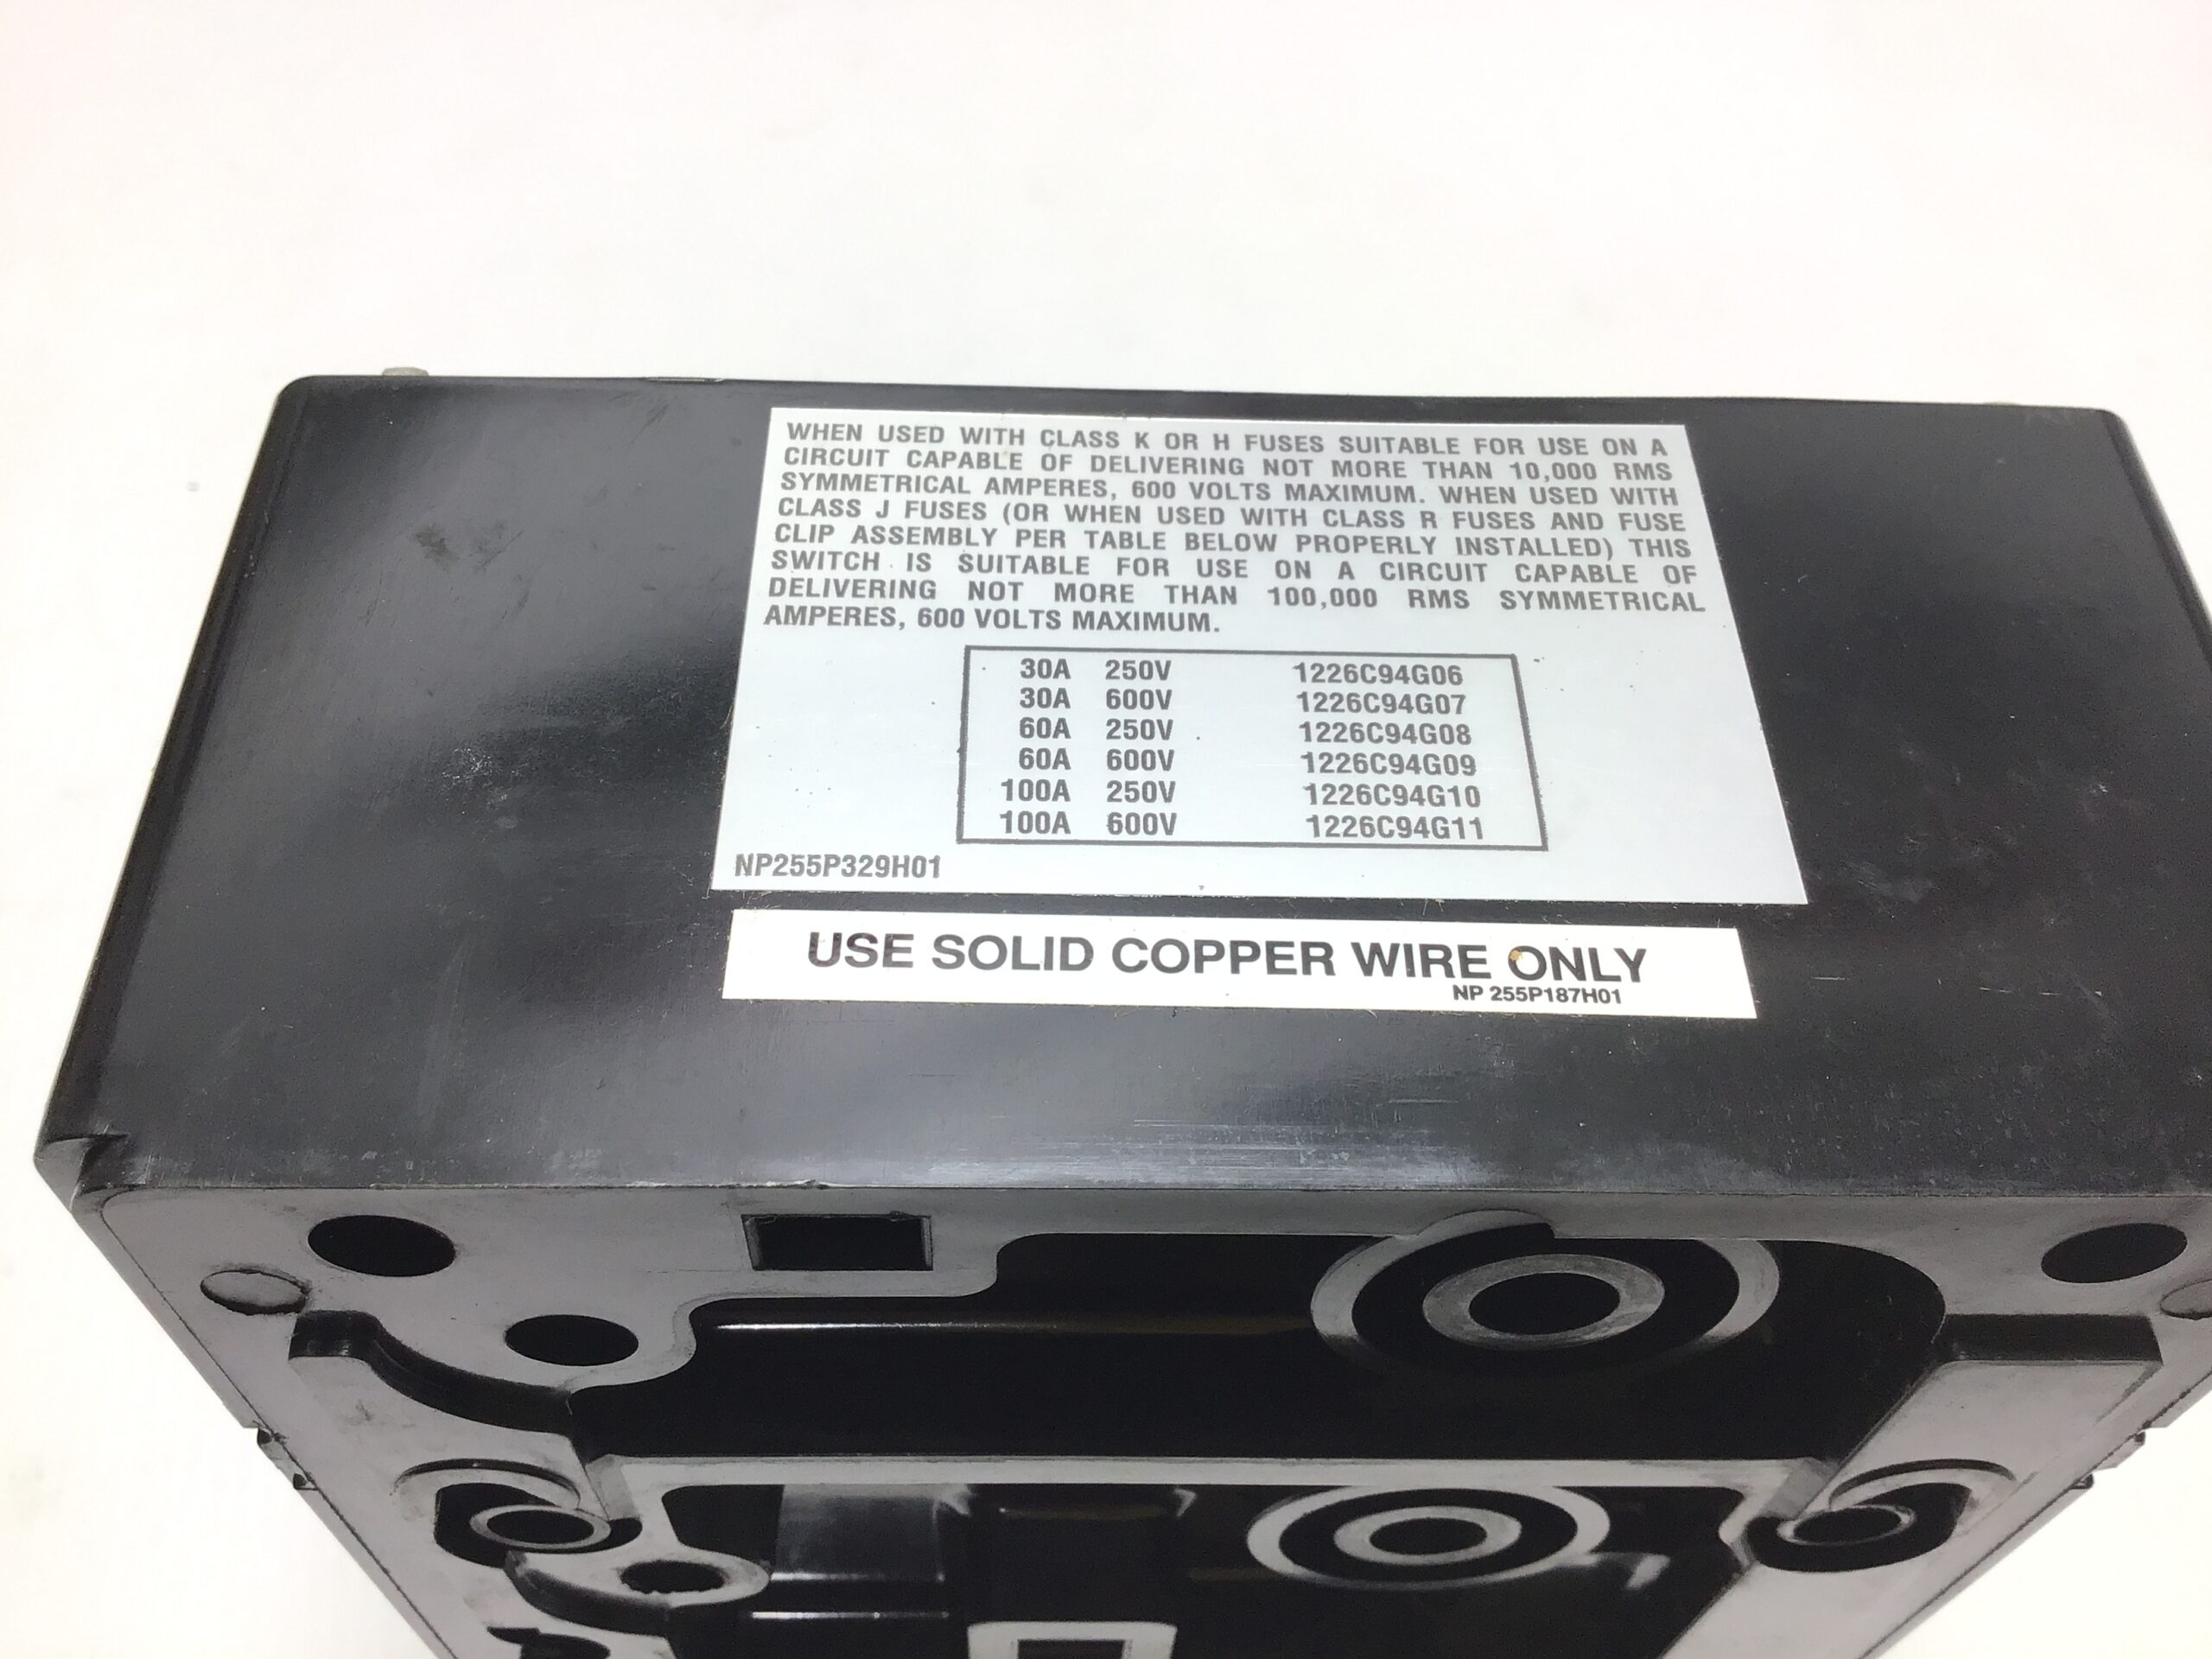 WHEN USED WITH CLASS K OR H FUSES SUITABLE FOR USE ON A
CIRCUIT CAPABLE OF DELIVERING NOT MORE THAN 10,000 RMS
SYMMETRICAL AMPERES, 600 VOLTS MAXIMUM. WHEN USED WITH
CLASS J FUSES (OR WHEN USED WITH CLASS R FUSES AND FUSE
CLIP ASSEMBLY PER TABLE BELOW PROPERLY INSTALLED) THIS
SWITCH IS SUITABLE FOR USE ON A CIRCUIT CAPABLE OF
DELIVERING NOT MORE THAN 100,000 RMS SYMMETRICAL
AMPERES, 600 VOLTS MAXIMUM.
30A 250V 1226C94G06
30A 600V 1226C94G07
60A 250V 1226C94G08
60A 600V 1226C94G09
100A 250V 1226C94G10
100A 600V 1226C94G11
NP255P329H01
USE SOLID COPPER WIRE ONLY
NP 255P187H01